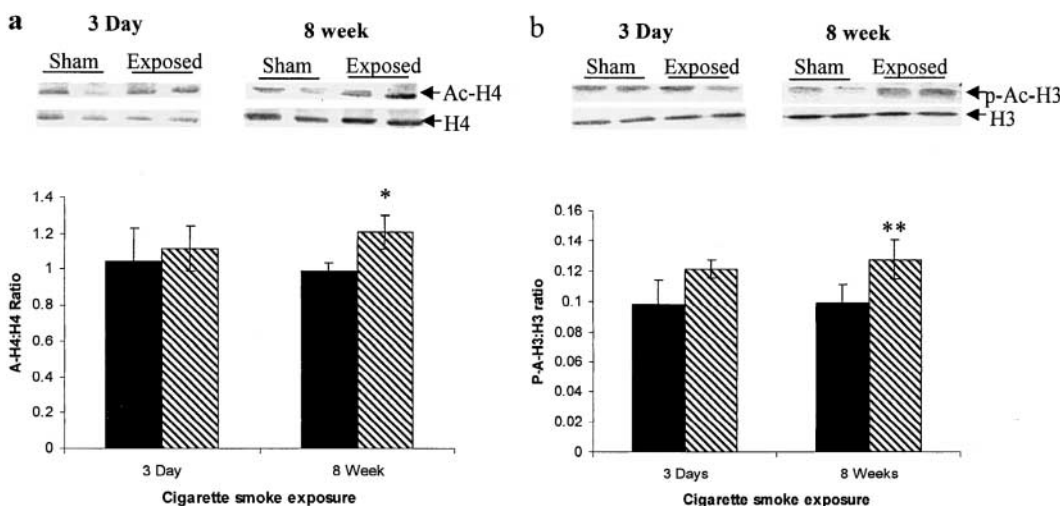 a
3 Day
8 week
Sham
Exposed
Sham
Exposed
Ac-H4
H4
1.4
*
1.2
1
0.8
0.6
0.4
0.2
0
A-H4:H4 Ratio
3 Day
8 Week
Cigarette smoke exposure
b
3 Day
8 week
Sham
Exposed
Sham
Exposed
p-Ac-H3
H3
0.16
**
0.14
0.12
0.1
0.08
0.06
0.04
0.02
0
P-A-H3:H3 ratio
3 Days
8 Weeks
Cigarette smoke exposure